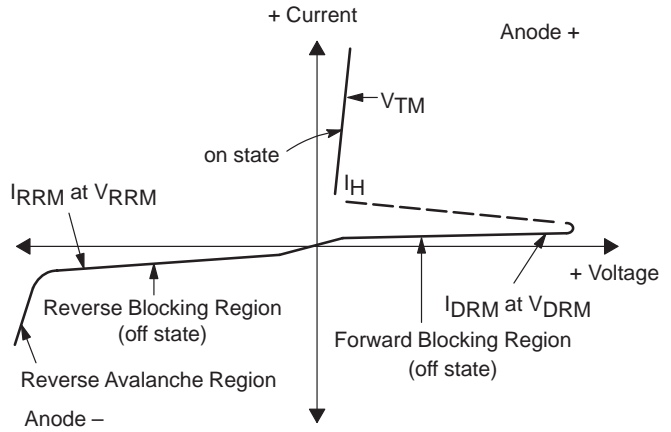 + Current
Anode +
VTM
on state
IH
IRRM at VRRM
+ Voltage
Reverse Blocking Region
(off state)
IDRM at VDRM
Forward Blocking Region
(off state)
Reverse Avalanche Region
Anode –